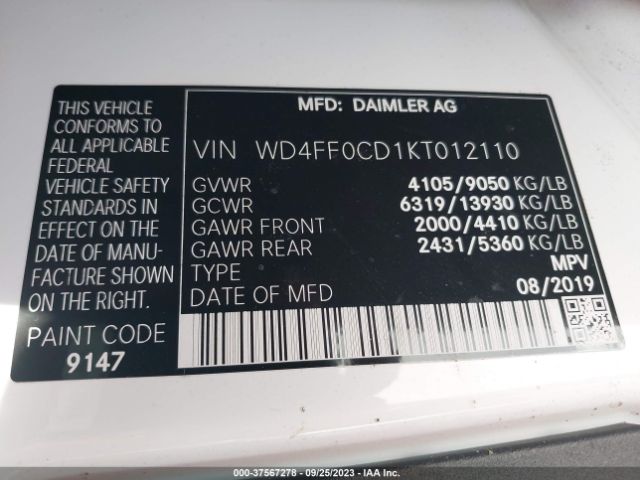 MFD: DAIMLER AG
THIS VEHICLE
CONFORMS TO
ALL APPLICABLE
FEDERAL
VEHICLE SAFETY
STANDARDS IN
EFFECT ON THE
DATE OF MANU-
FACTURE SHOWN
ON THE RIGHT.
PAINT CODE
9147
VIN WD4FF0CD1KT012110
GVWR 4105/9050 KG/LB
GCWR 6319/13930 KG/LB
GAWR FRONT 2000/4410 KG/LB
GAWR REAR 2431/5360 KG/LB
TYPE MPV
DATE OF MFD 08/2019
000-37567278 - 09/25/2023 - IAA Inc.